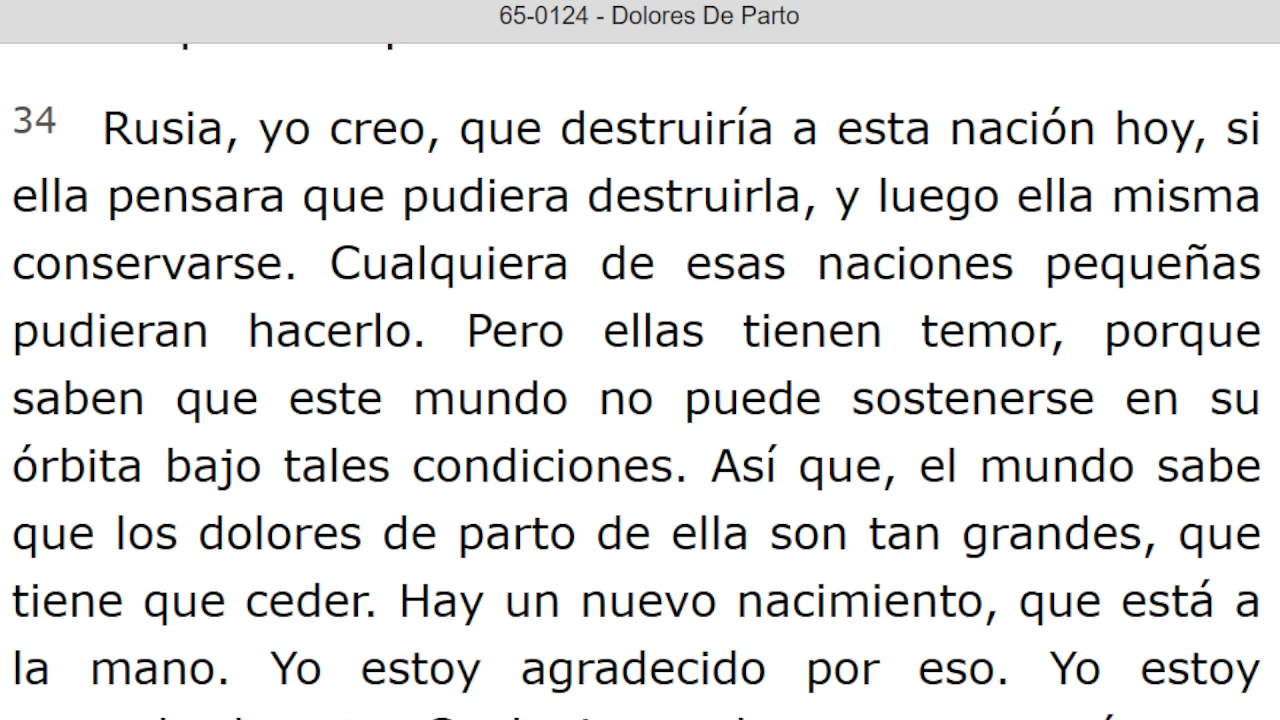 65-0124 - Dolores De Parto
34 Rusia, yo creo, que destruiría a esta nación hoy, si
ella pensara que pudiera destruirla, y luego ella misma
conservarse. Cualquiera de esas naciones pequeñas
pudieran hacerlo. Pero ellas tienen temor, porque
saben que este mundo no puede sostenerse en su
órbita bajo tales condiciones. Así que, el mundo sabe
que los dolores de parto de ella son tan grandes, que
tiene que ceder. Hay un nuevo nacimiento, que está a
la mano. Yo estoy agradecido por eso. Yo estoy